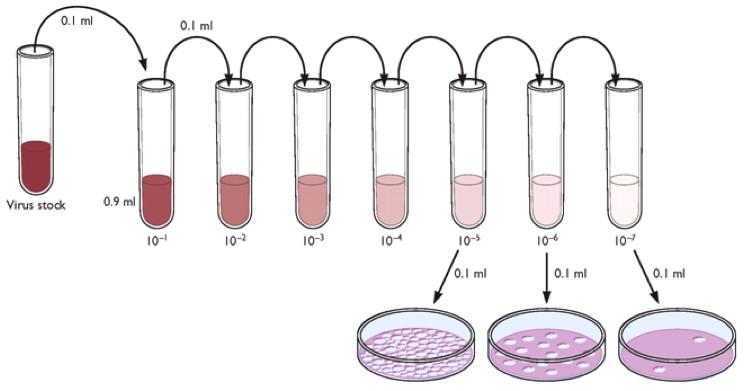 0.1 ml
0.1 ml
Virus stock
0.9 ml
10⁻¹
10⁻²
10⁻³
10⁻⁴
10⁻⁵
10⁻⁶
10⁻⁷
0.1 ml
0.1 ml
0.1 ml